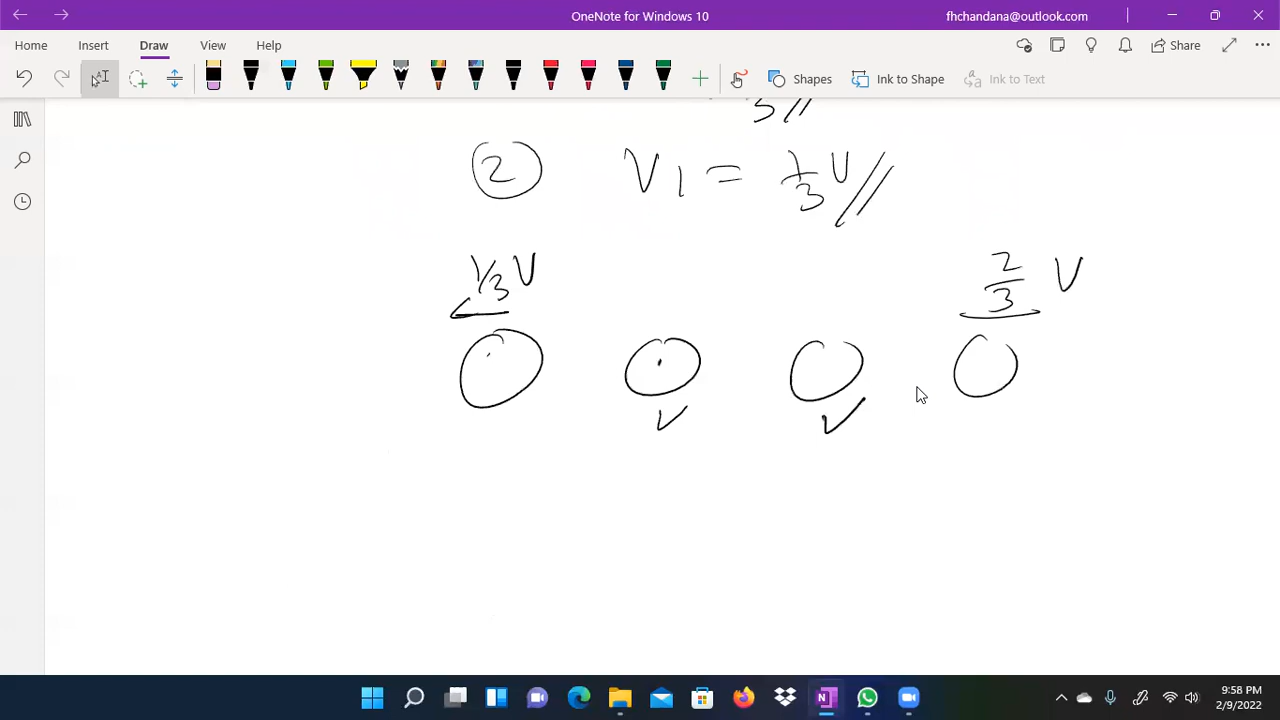 OneNote for Windows 10
fhchandana@outlook.com
Home Insert Draw View Help
Share
Shapes
Ink to Shape
Ink to Text
3 //
2 V1 = 1/3 V //
1/3 V
2/3 V
9:58 PM
2/9/2022